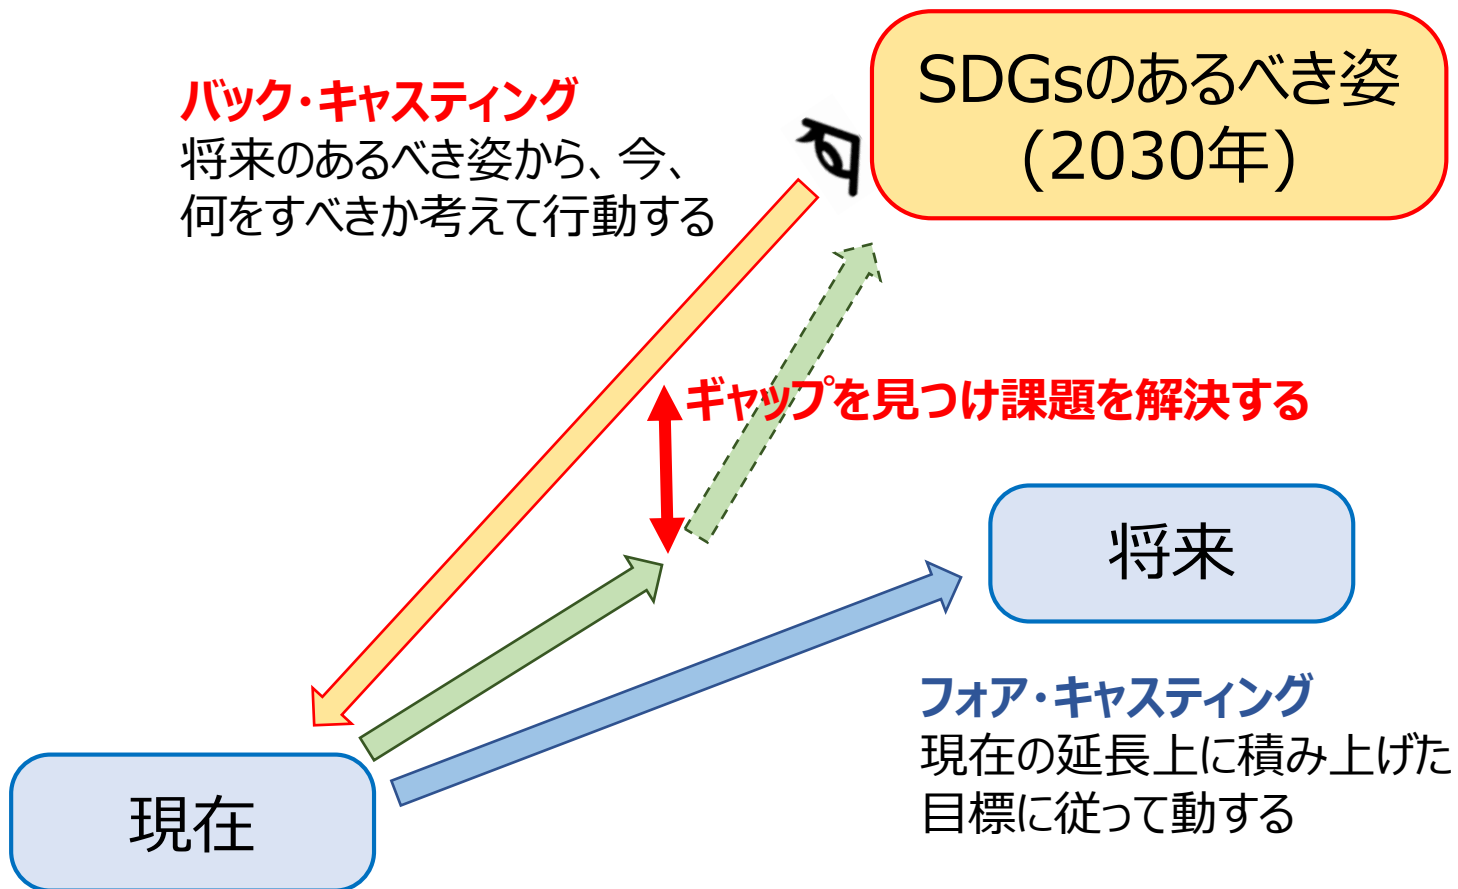 SDGsのあるべき姿
(2030年)
バック・キャスティング
将来のあるべき姿から、今、
何をすべきか考えて行動する
ギャップを見つけ課題を解決する
将来
フォア・キャスティング
現在の延長上に積み上げた
目標に従って動する
現在